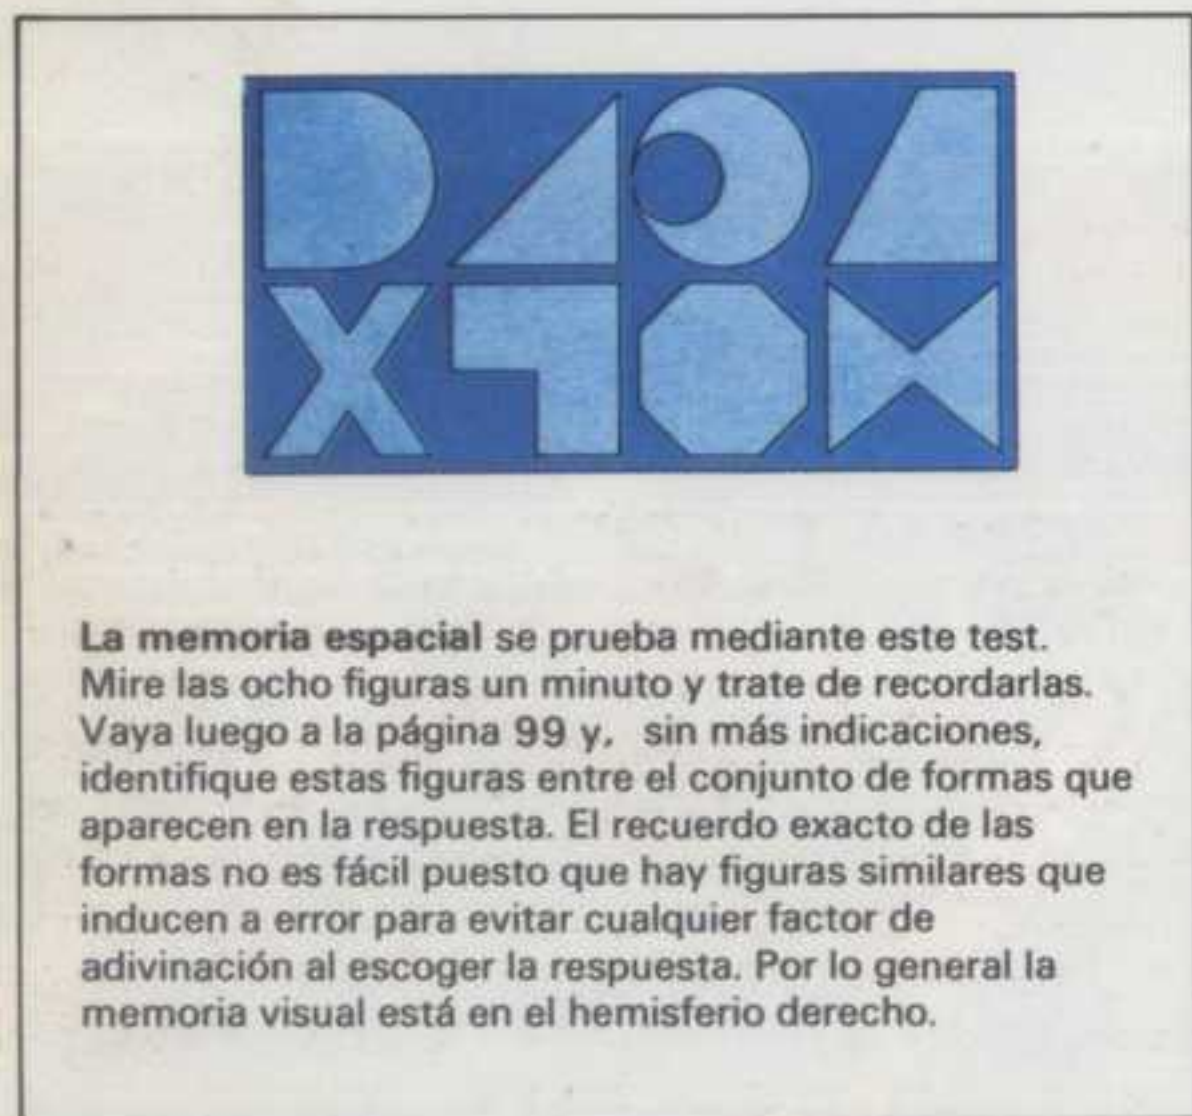 La memoria espacial se prueba mediante este test.
Mire las ocho figuras un minuto y trate de recordarlas.
Vaya luego a la página 99 y, sin más indicaciones,
identifique estas figuras entre el conjunto de formas que
aparecen en la respuesta. El recuerdo exacto de las
formas no es fácil puesto que hay figuras similares que
inducen a error para evitar cualquier factor de
adivinación al escoger la respuesta. Por lo general la
memoria visual está en el hemisferio derecho.